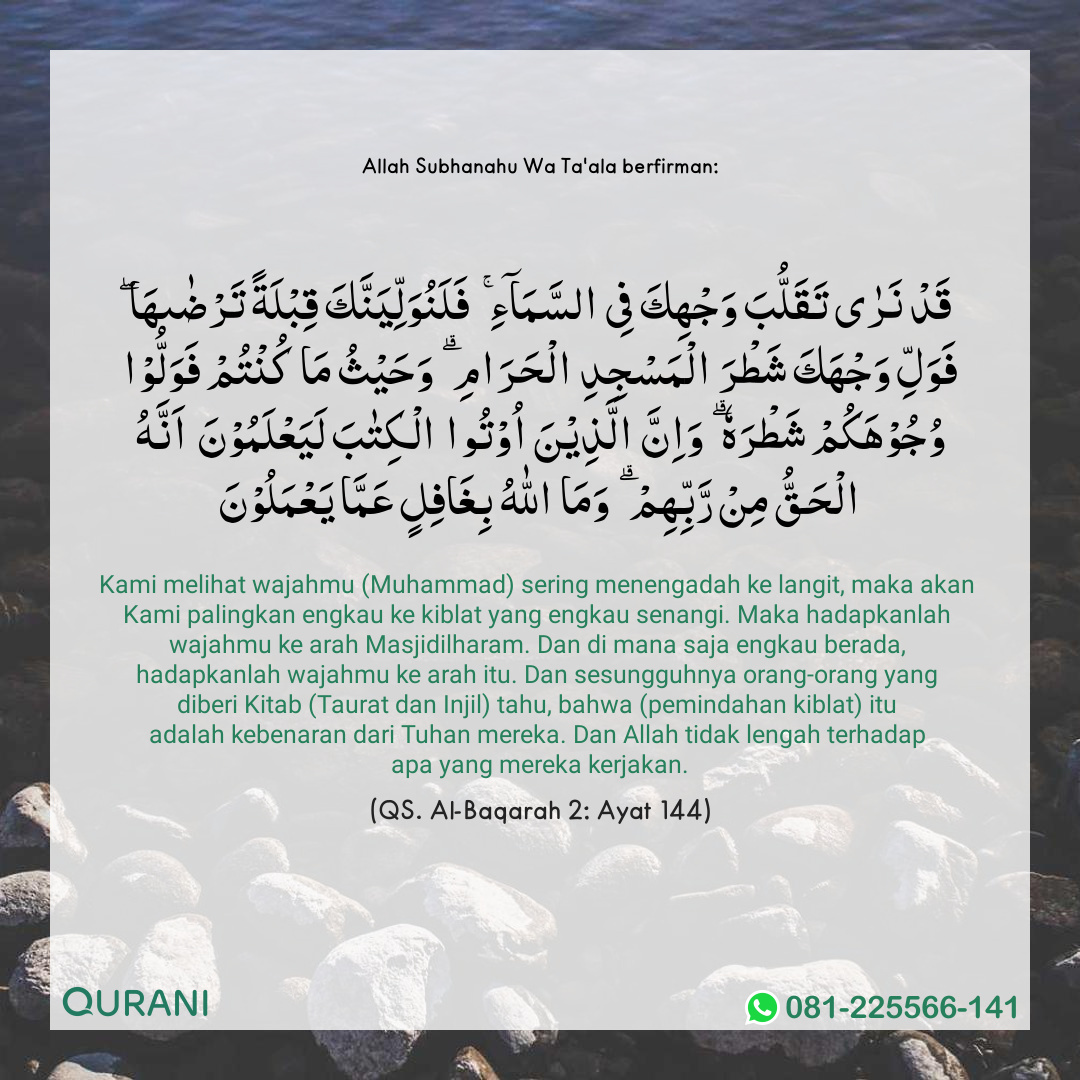 Allah Subhanahu Wa Ta'ala berfirman:
قَدْ نَرٰى تَقَلُّبَ وَجْهِكَ فِى السَّمَآءِ ۚ فَلَنُوَلِّيَنَّكَ قِبْلَةً تَرْضٰٮهَا ۖ
فَوَلِّ وَجْهَكَ شَطْرَ الْمَسْجِدِ الْحَرَامِ ۗ وَحَيْثُ مَا كُنْتُمْ فَوَلُّوْا
وُجُوْهَكُمْ شَطْرَهٗ ۗ وَاِنَّ الَّذِيْنَ اُوْتُوا الْكِتٰبَ لَيَعْلَمُوْنَ اَنَّهُ
الْحَـقُّ مِنْ رَّبِّهِمْ ۗ وَمَا اللّٰهُ بِغَافِلٍ عَمَّا يَعْمَلُوْنَ
Kami melihat wajahmu (Muhammad) sering menengadah ke langit, maka akan
Kami palingkan engkau ke kiblat yang engkau senangi. Maka hadapkanlah
wajahmu ke arah Masjidilharam. Dan di mana saja engkau berada,
hadapkanlah wajahmu ke arah itu. Dan sesungguhnya orang-orang yang
diberi Kitab (Taurat dan Injil) tahu, bahwa (pemindahan kiblat) itu
adalah kebenaran dari Tuhan mereka. Dan Allah tidak lengah terhadap
apa yang mereka kerjakan.
(QS. Al-Baqarah 2: Ayat 144)
QURANI
081-225566-141